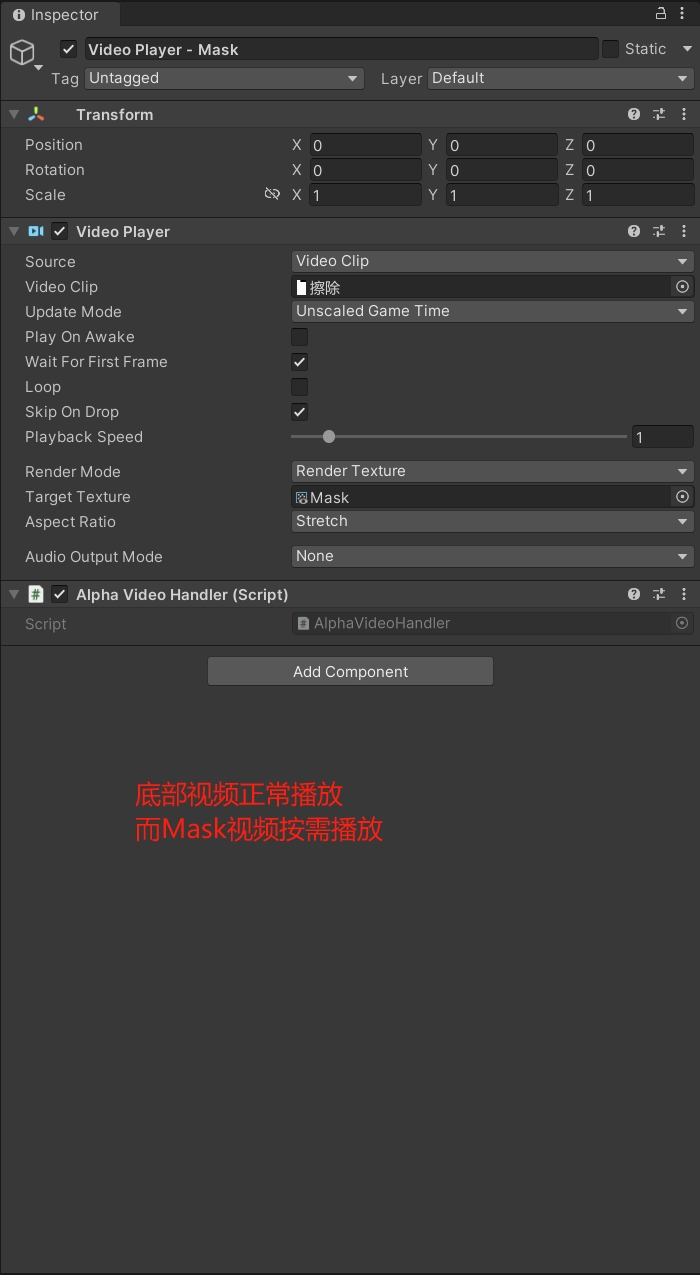 Inspector
Video Player - Mask
Static
Tag Untagged Layer Default
Transform
Position X 0 Y 0 Z 0
Rotation X 0 Y 0 Z 0
Scale X 1 Y 1 Z 1
Video Player
Source Video Clip
Video Clip 擦除
Update Mode Unscaled Game Time
Play On Awake
Wait For First Frame
Loop
Skip On Drop
Playback Speed 1
Render Mode Render Texture
Target Texture Mask
Aspect Ratio Stretch
Audio Output Mode None
# Alpha Video Handler (Script)
Script # AlphaVideoHandler
Add Component
底部视频正常播放
而Mask视频按需播放